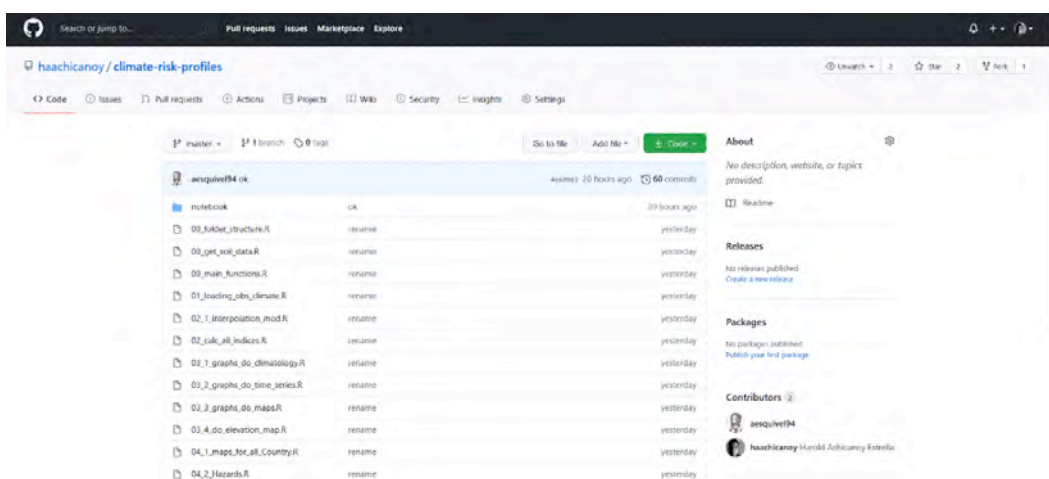 Search or jump to...
Pull requests Issues Marketplace Explore
haachicanoy / climate-risk-profiles
Unwatch 2 Star 2 Fork 1
Code Issues Pull requests Actions Projects Wiki Security Insights Settings
master 1 branch 0 tags Go to file Add file Code
aesquivel94 ok 20 hours ago 60 commits
notebook ok 20 hours ago
00_folder_structure.R rename yesterday
00_get_soil_data.R rename yesterday
00_main_functions.R rename yesterday
01_loading_obs_climate.R rename yesterday
02_1_interpolation_mod.R rename yesterday
02_calc_all_indices.R rename yesterday
03_1_graphs_do_climatology.R rename yesterday
03_2_graphs_do_time_series.R rename yesterday
03_3_graphs_do_maps.R rename yesterday
03_4_do_elevation_map.R rename yesterday
04_1_maps_for_all_Country.R rename yesterday
04_2_Hazards.R rename yesterday
About
No description, website, or topics
provided.
Readme
Releases
No releases published
Create a new release
Packages
No packages published
Publish your first package
Contributors 2
aesquivel94
haachicanoy Harold Achicanoy Estrella